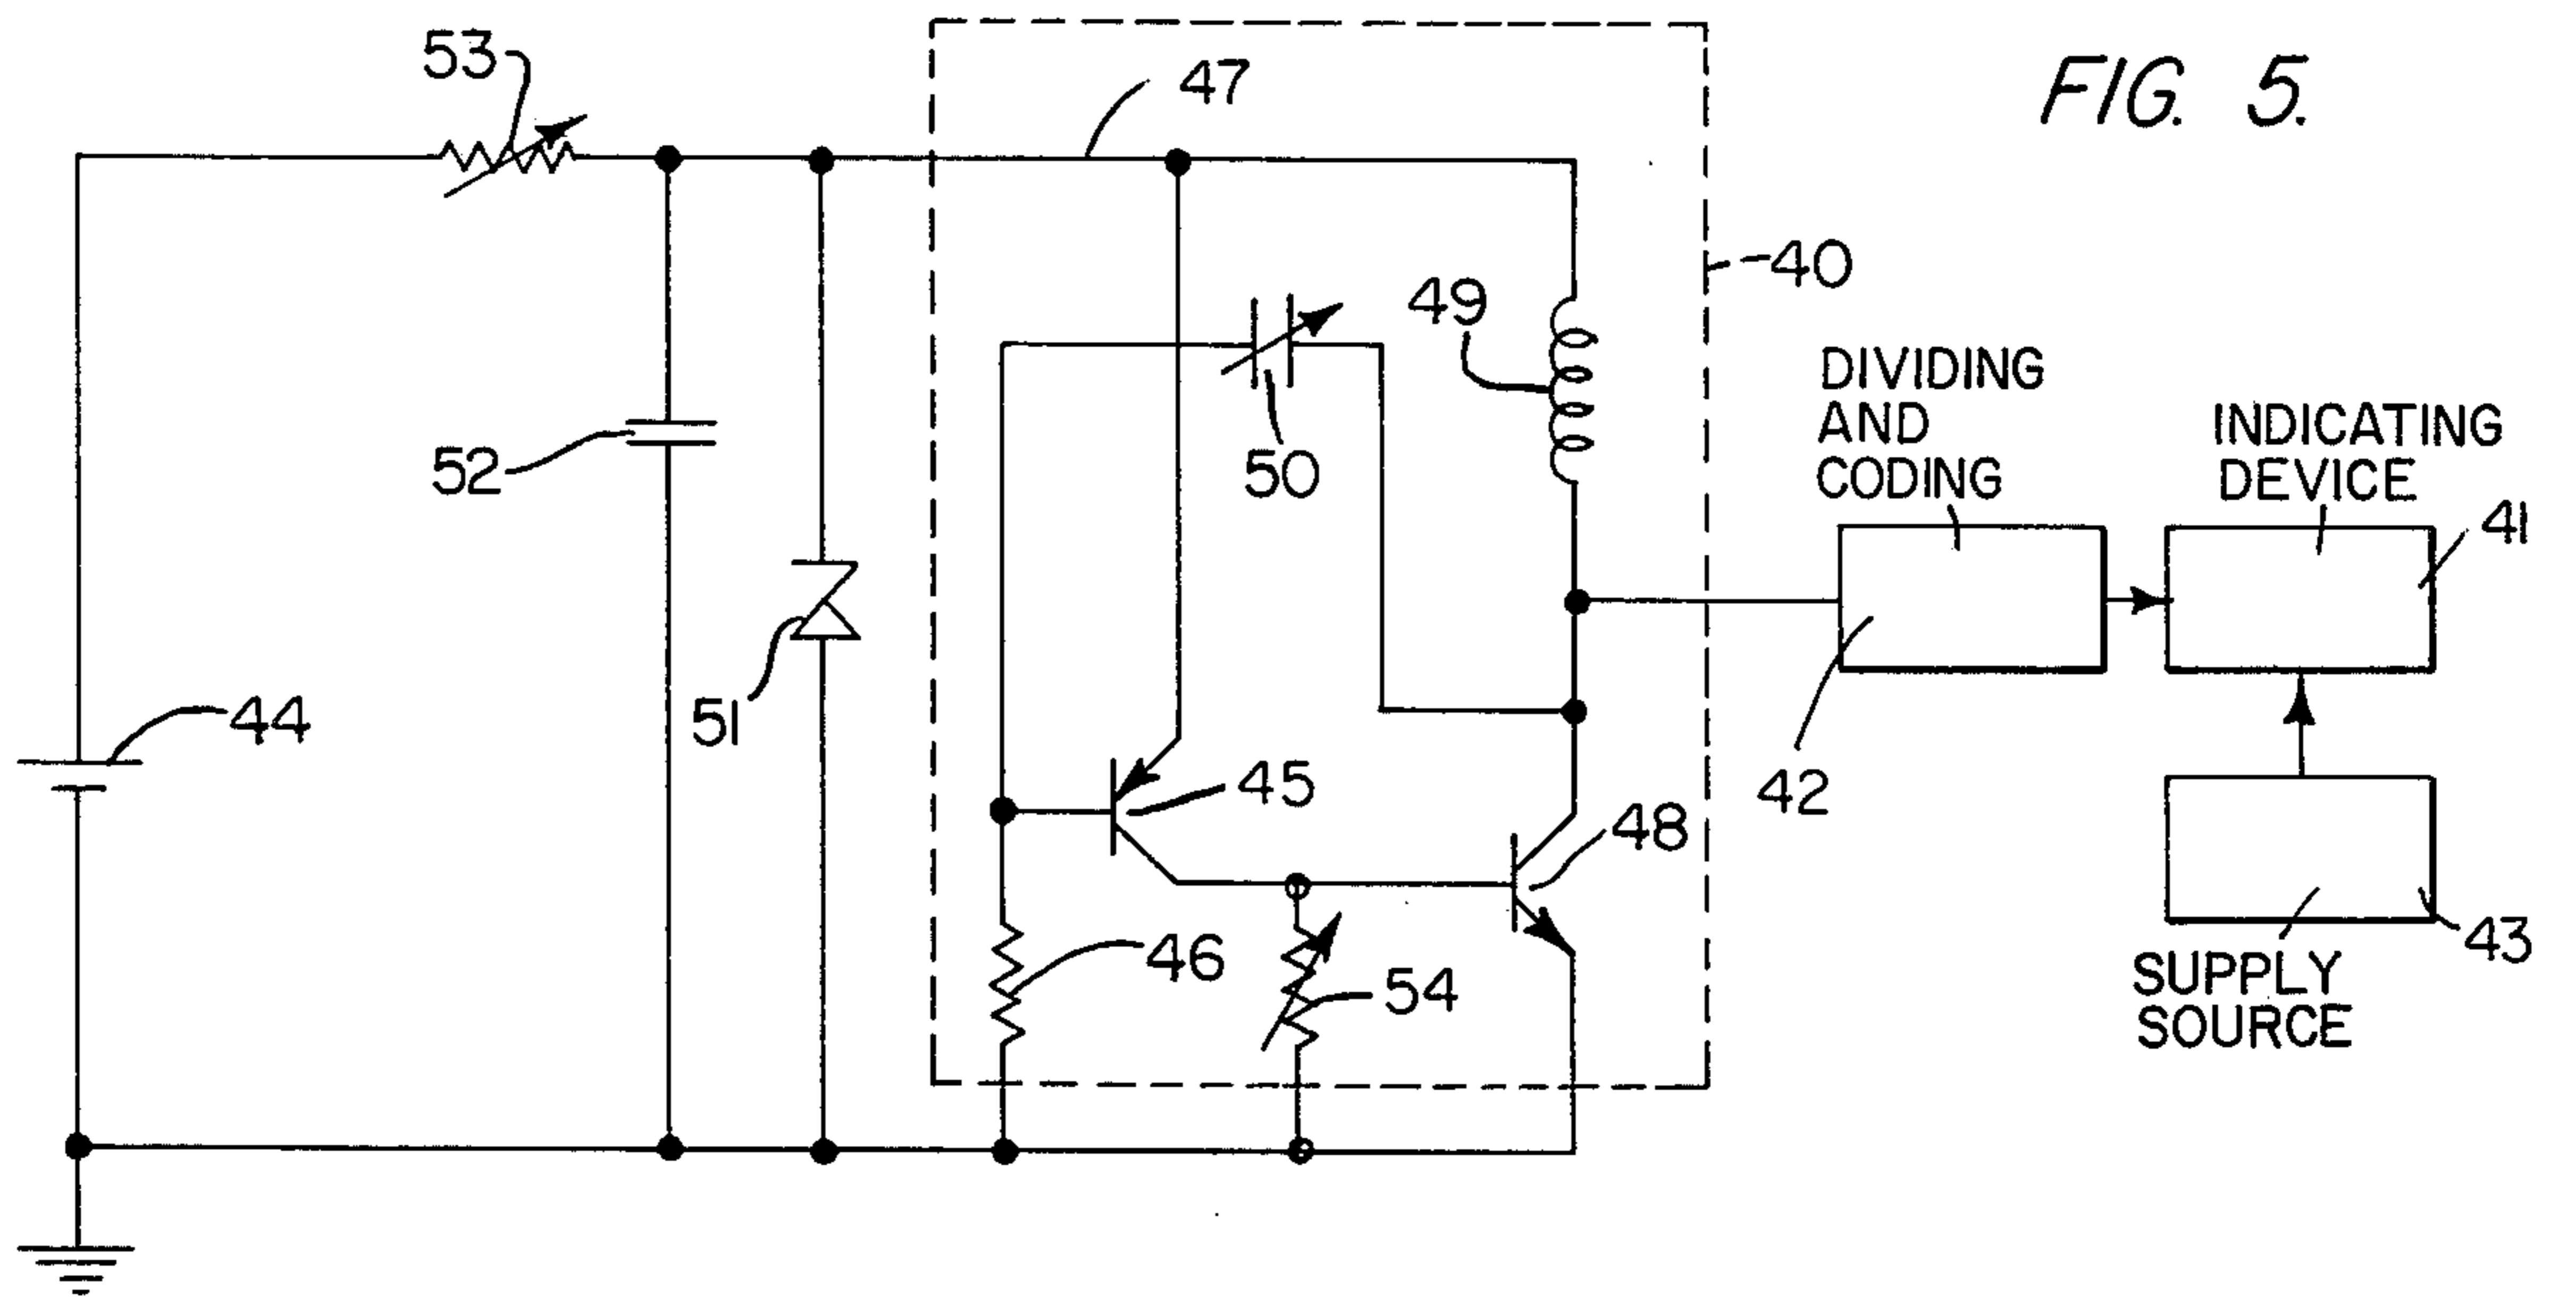 FIG. 5.
53
47
40
49
50
52
51
44
45
48
46
54
DIVIDING
AND
CODING
42
INDICATING
DEVICE
41
43
SUPPLY
SOURCE